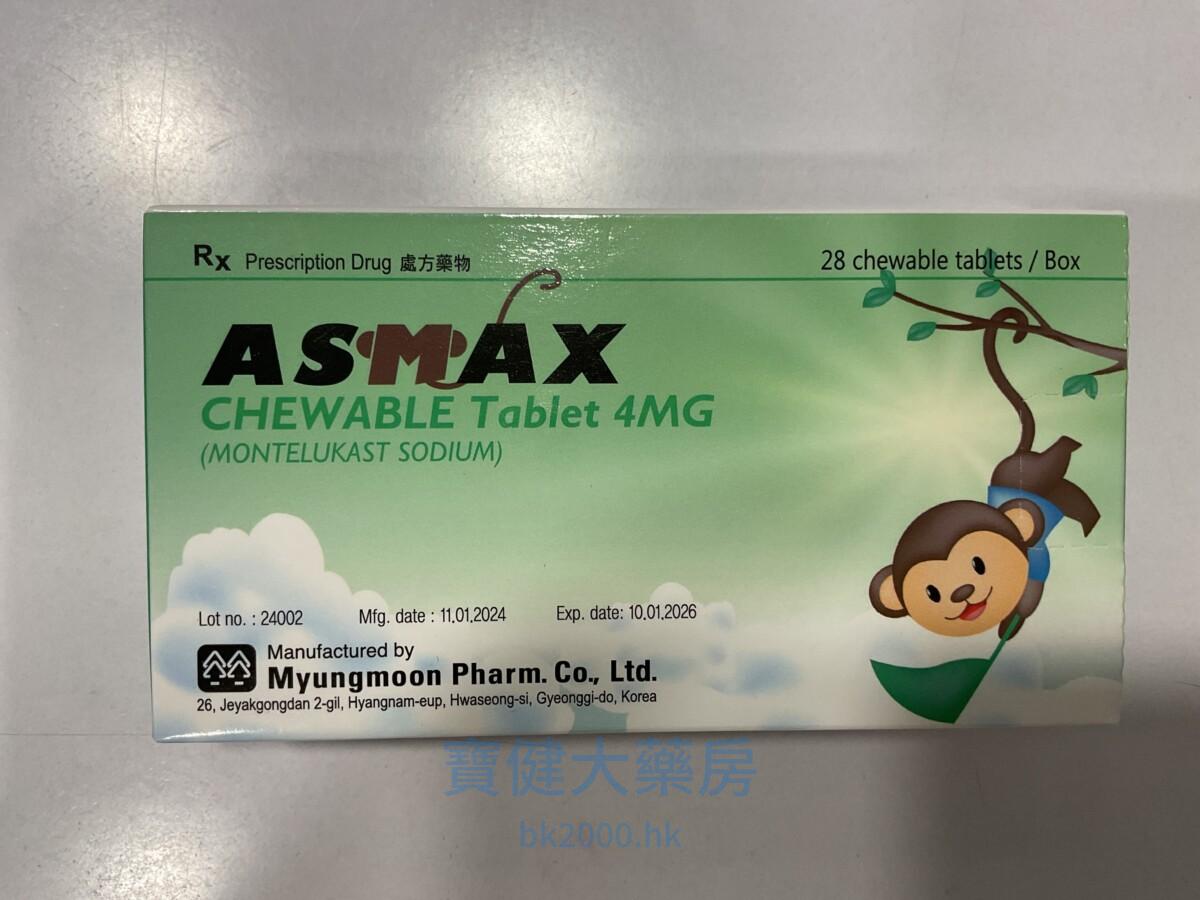 Rx Prescription Drug 處方藥物
28 chewable tablets / Box
ASMAX
CHEWABLE Tablet 4MG
(MONTELUKAST SODIUM)
Lot no. : 24002 Mfg. date : 11.01.2024 Exp. date: 10.01.2026
Manufactured by
Myungmoon Pharm. Co., Ltd.
26, Jeyakgongdan 2-gil, Hyangnam-eup, Hwaseong-si, Gyeonggi-do, Korea
寶健大藥房
bk2000.hk